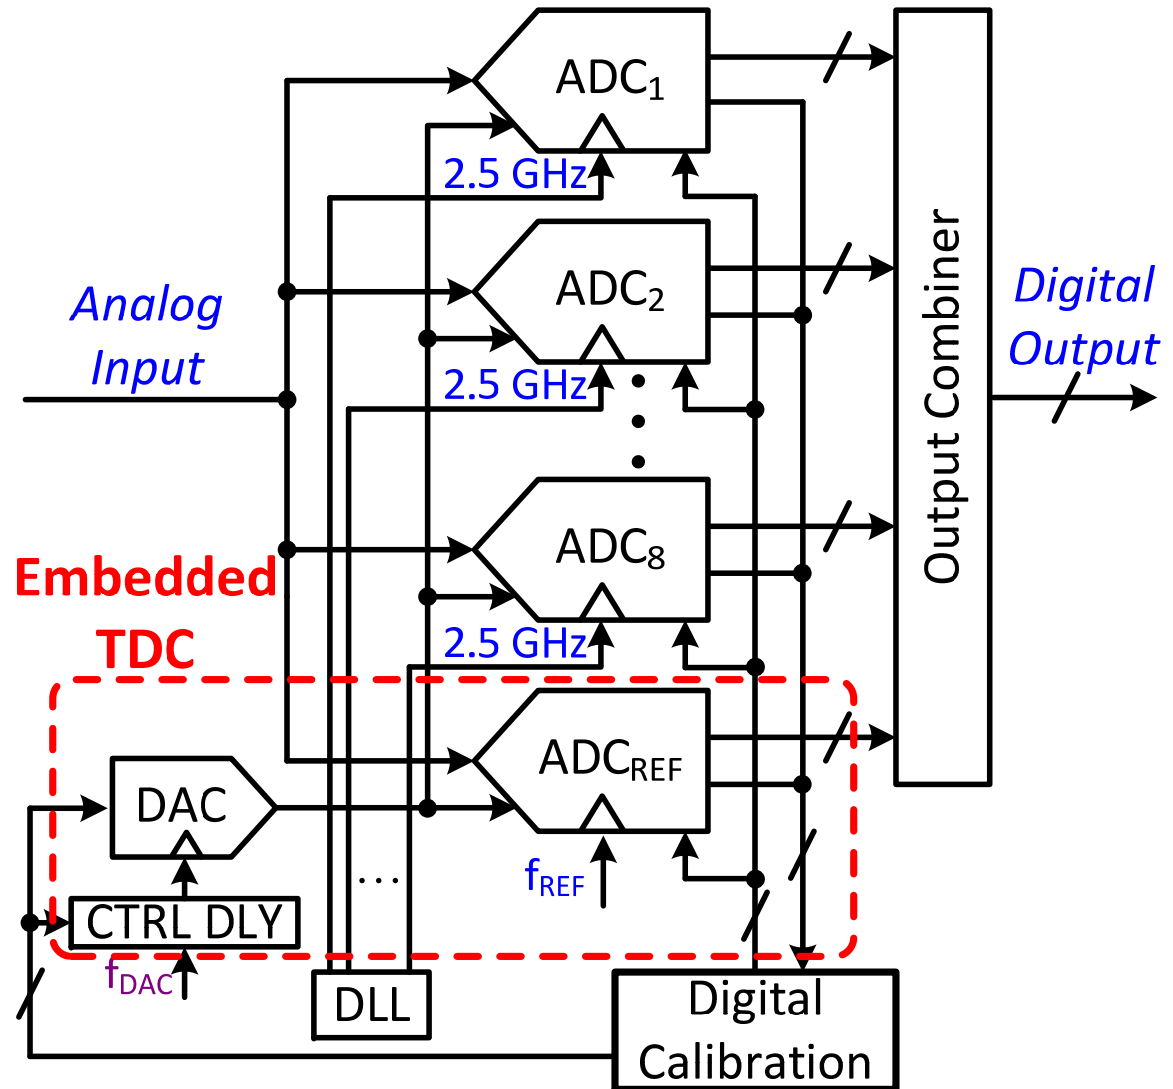 ADC1
2.5 GHz
ADC2
2.5 GHz
Analog
Input
Output Combiner
Digital
Output
ADC8
2.5 GHz
Embedded
TDC
ADCREF
fREF
DAC
CTRL DLY
fDAC
...
DLL
Digital
Calibration